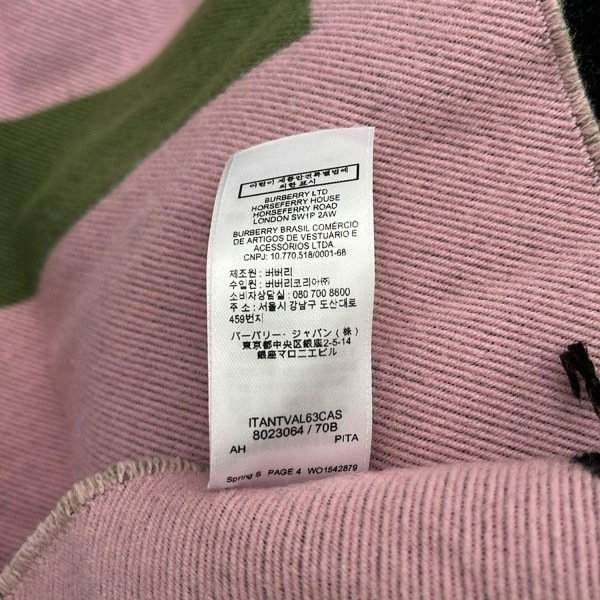 어린이 제품안전특별법에
의한 표시
BURBERRY LTD
HORSEFERRY HOUSE
HORSEFERRY ROAD
LONDON SW1P 2AW
BURBERRY BRASIL COMÉRCIO
DE ARTIGOS DE VESTUÁRIO E
ACESSÓRIOS LTDA
CNPJ: 10.770.518/0001-68
제조원 : 버버리
수입원 : 버버리코리아㈜
소비자상담실 : 080 700 8600
주 소 : 서울시 강남구 도산대로
459번지
バーバリー・ジャパン ( 株 )
東京都中央区銀座2-5-14
銀座マロニエビル
ITANTVAL63CAS
8023064 / 70B
AH PITA
Spring S PAGE 4 WO1542879